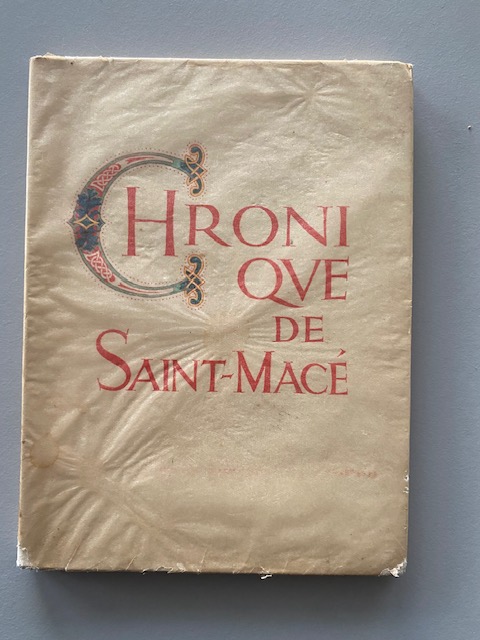 CHRONI
QVE
DE
SAINT-MACÉ